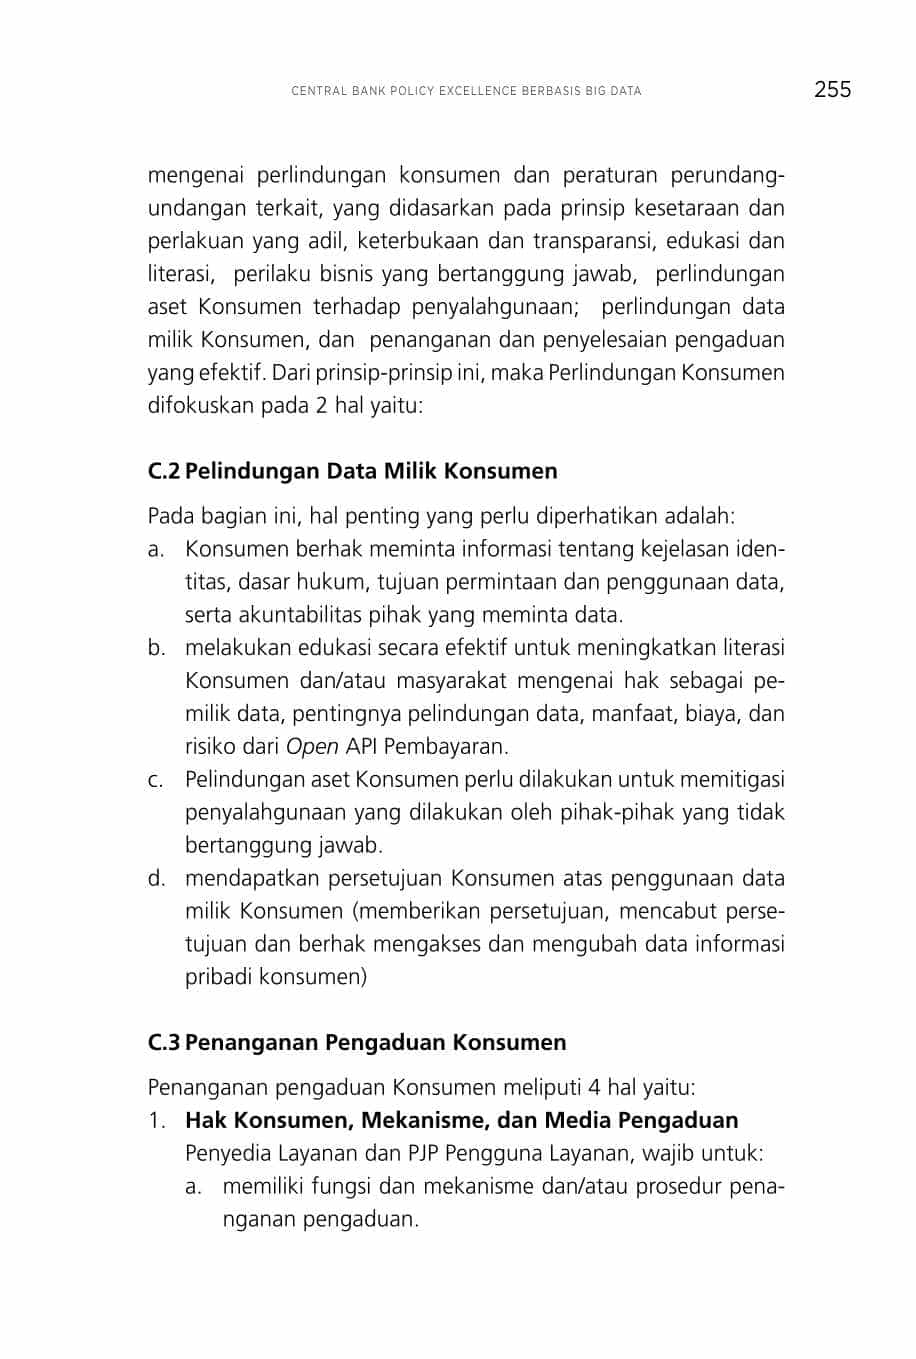 CENTRAL BANK POLICY EXCELLENCE BERBASIS BIG DATA
255
mengenai perlindungan konsumen dan peraturan perundang-
undangan terkait, yang didasarkan pada prinsip kesetaraan dan
perlakuan yang adil, keterbukaan dan transparansi, edukasi dan
literasi, perilaku bisnis yang bertanggung jawab, perlindungan
aset Konsumen terhadap penyalahgunaan; perlindungan data
milik Konsumen, dan penanganan dan penyelesaian pengaduan
yang efektif. Dari prinsip-prinsip ini, maka Perlindungan Konsumen
difokuskan pada 2 hal yaitu:
C.2 Pelindungan Data Milik Konsumen
Pada bagian ini, hal penting yang perlu diperhatikan adalah:
a. Konsumen berhak meminta informasi tentang kejelasan iden-
titas, dasar hukum, tujuan permintaan dan penggunaan data,
serta akuntabilitas pihak yang meminta data.
b. melakukan edukasi secara efektif untuk meningkatkan literasi
Konsumen dan/atau masyarakat mengenai hak sebagai pe-
milik data, pentingnya pelindungan data, manfaat, biaya, dan
risiko dari Open API Pembayaran.
c. Pelindungan aset Konsumen perlu dilakukan untuk memitigasi
penyalahgunaan yang dilakukan oleh pihak-pihak yang tidak
bertanggung jawab.
d. mendapatkan persetujuan Konsumen atas penggunaan data
milik Konsumen (memberikan persetujuan, mencabut perse-
tujuan dan berhak mengakses dan mengubah data informasi
pribadi konsumen)
C.3 Penanganan Pengaduan Konsumen
Penanganan pengaduan Konsumen meliputi 4 hal yaitu:
1. Hak Konsumen, Mekanisme, dan Media Pengaduan
Penyedia Layanan dan PJP Pengguna Layanan, wajib untuk:
a. memiliki fungsi dan mekanisme dan/atau prosedur pena-
nganan pengaduan.